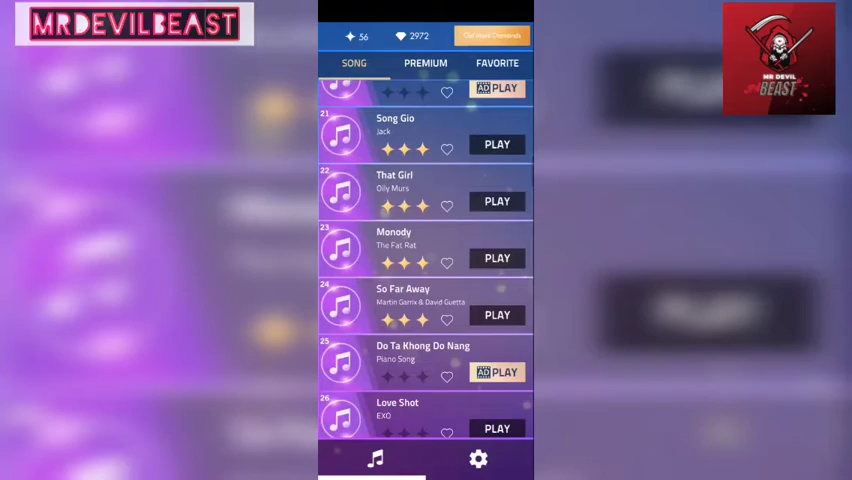 MRDEVILBEAST
56
2972
Get More Diamonds
MR DEVIL
BEAST
SONG
PREMIUM
FAVORITE
AD PLAY
21
Song Gio
Jack
PLAY
22
That Girl
Olly Murs
PLAY
23
Monody
The Fat Rat
PLAY
24
So Far Away
Martin Garrix & David Guetta
PLAY
25
Do Ta Khong Do Nang
Piano Song
AD PLAY
26
Love Shot
EXO
PLAY